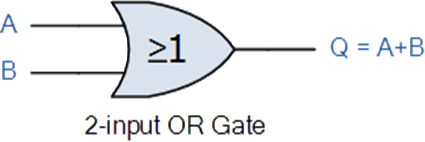 A
B
≥1
Q = A+B
2-input OR Gate